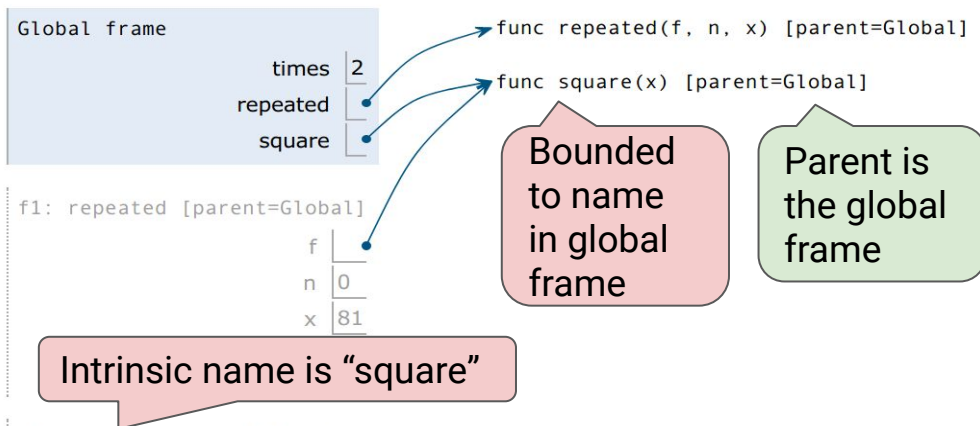 Global frame
times 2
repeated
square
func repeated(f, n, x) [parent=Global]
func square(x) [parent=Global]
Bounded
to name
in global
frame
Parent is
the global
frame
f1: repeated [parent=Global]
f
n 0
x 81
Intrinsic name is “square”